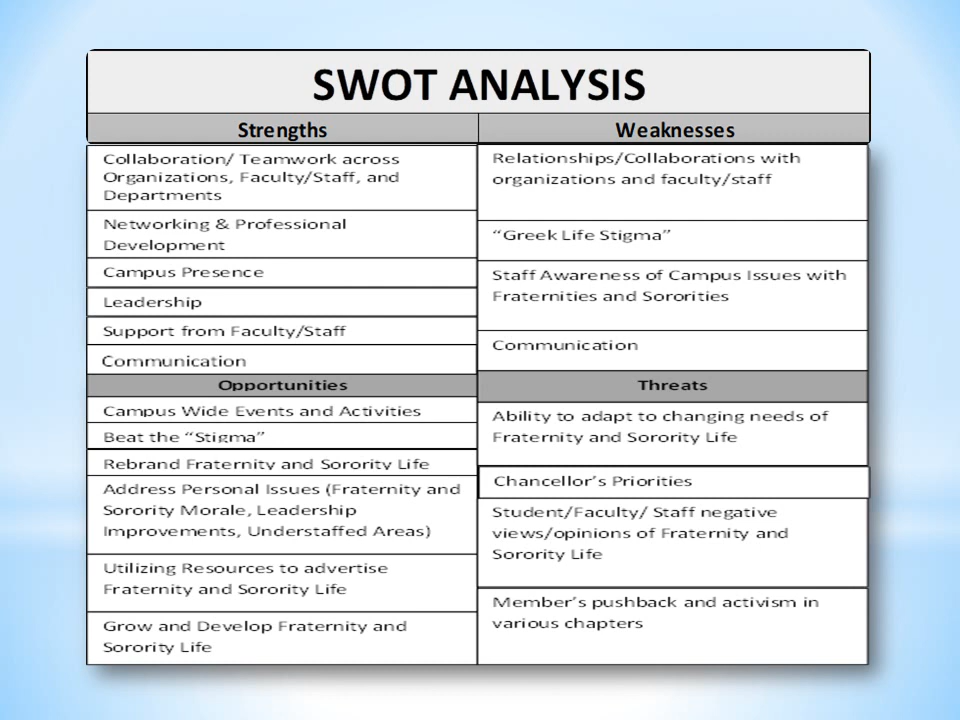 SWOT ANALYSIS
Strengths
Weaknesses
Collaboration/ Teamwork across
Organizations, Faculty/Staff, and
Departments
Networking & Professional
Development
Campus Presence
Leadership
Support from Faculty/Staff
Communication
Relationships/Collaborations with
organizations and faculty/staff
“Greek Life Stigma”
Staff Awareness of Campus Issues with
Fraternities and Sororities
Communication
Opportunities
Threats
Campus Wide Events and Activities
Beat the “Stigma”
Rebrand Fraternity and Sorority Life
Address Personal Issues (Fraternity and
Sorority Morale, Leadership
Improvements, Understaffed Areas)
Utilizing Resources to advertise
Fraternity and Sorority Life
Grow and Develop Fraternity and
Sorority Life
Ability to adapt to changing needs of
Fraternity and Sorority Life
Chancellor’s Priorities
Student/Faculty/ Staff negative
views/opinions of Fraternity and
Sorority Life
Member’s pushback and activism in
various chapters